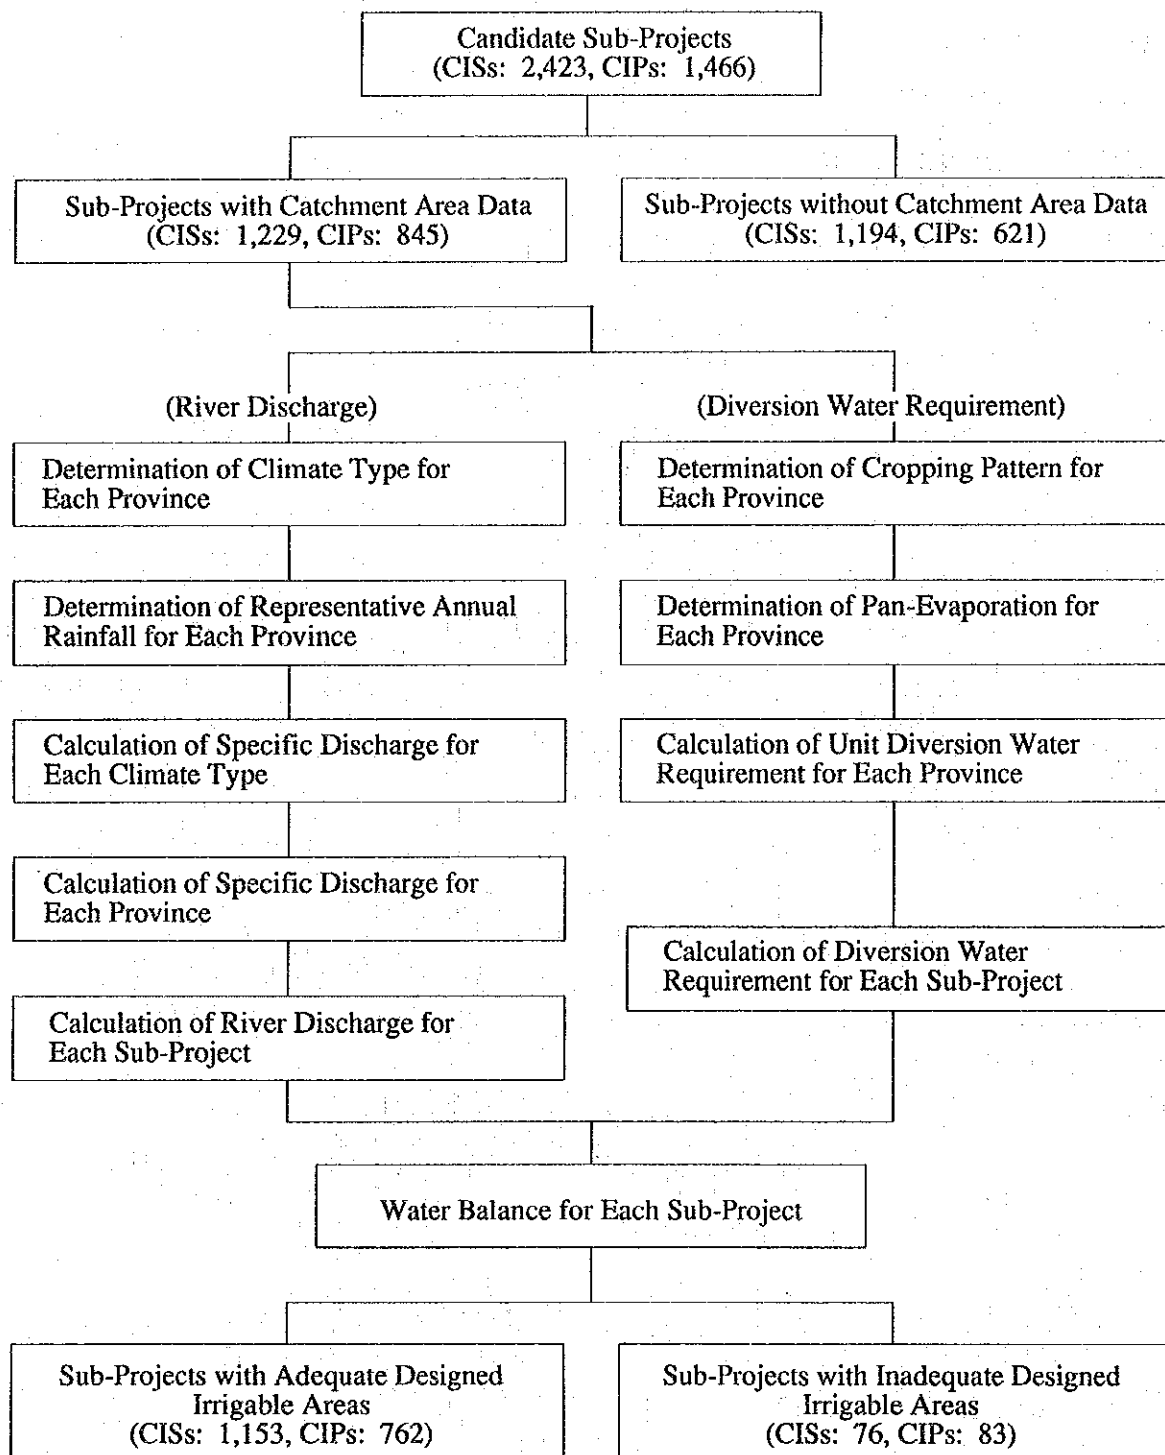 Candidate Sub-Projects
(CISs: 2,423, CIPs: 1,466)
Sub-Projects with Catchment Area Data
(CISs: 1,229, CIPs: 845)
Sub-Projects without Catchment Area Data
(CISs: 1,194, CIPs: 621)
(River Discharge)
(Diversion Water Requirement)
Determination of Climate Type for
Each Province
Determination of Cropping Pattern for
Each Province
Determination of Representative Annual
Rainfall for Each Province
Determination of Pan-Evaporation for
Each Province
Calculation of Specific Discharge for
Each Climate Type
Calculation of Unit Diversion Water
Requirement for Each Province
Calculation of Specific Discharge for
Each Province
Calculation of Diversion Water
Requirement for Each Sub-Project
Calculation of River Discharge for
Each Sub-Project
Water Balance for Each Sub-Project
Sub-Projects with Adequate Designed
Irrigable Areas
(CISs: 1,153, CIPs: 762)
Sub-Projects with Inadequate Designed
Irrigable Areas
(CISs: 76, CIPs: 83)